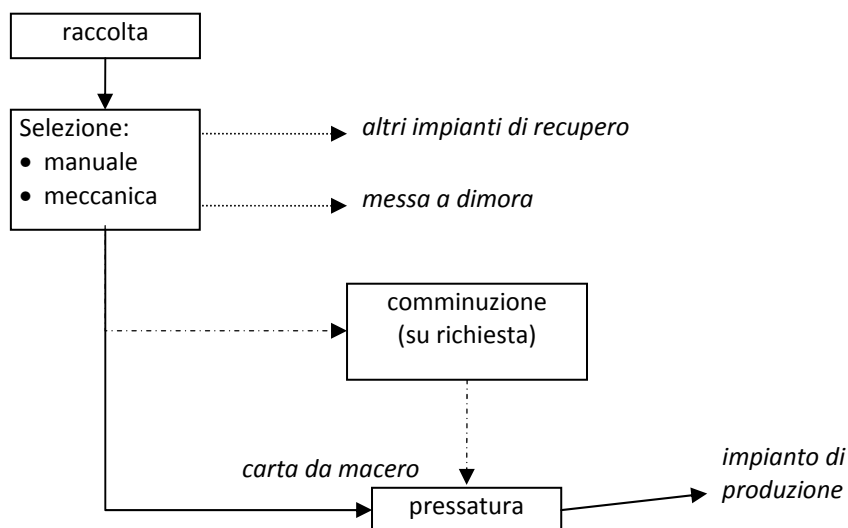 raccolta
Selezione:
• manuale
• meccanica
altri impianti di recupero
messa a dimora
comminuzione
(su richiesta)
carta da macero
pressatura
impianto di
produzione